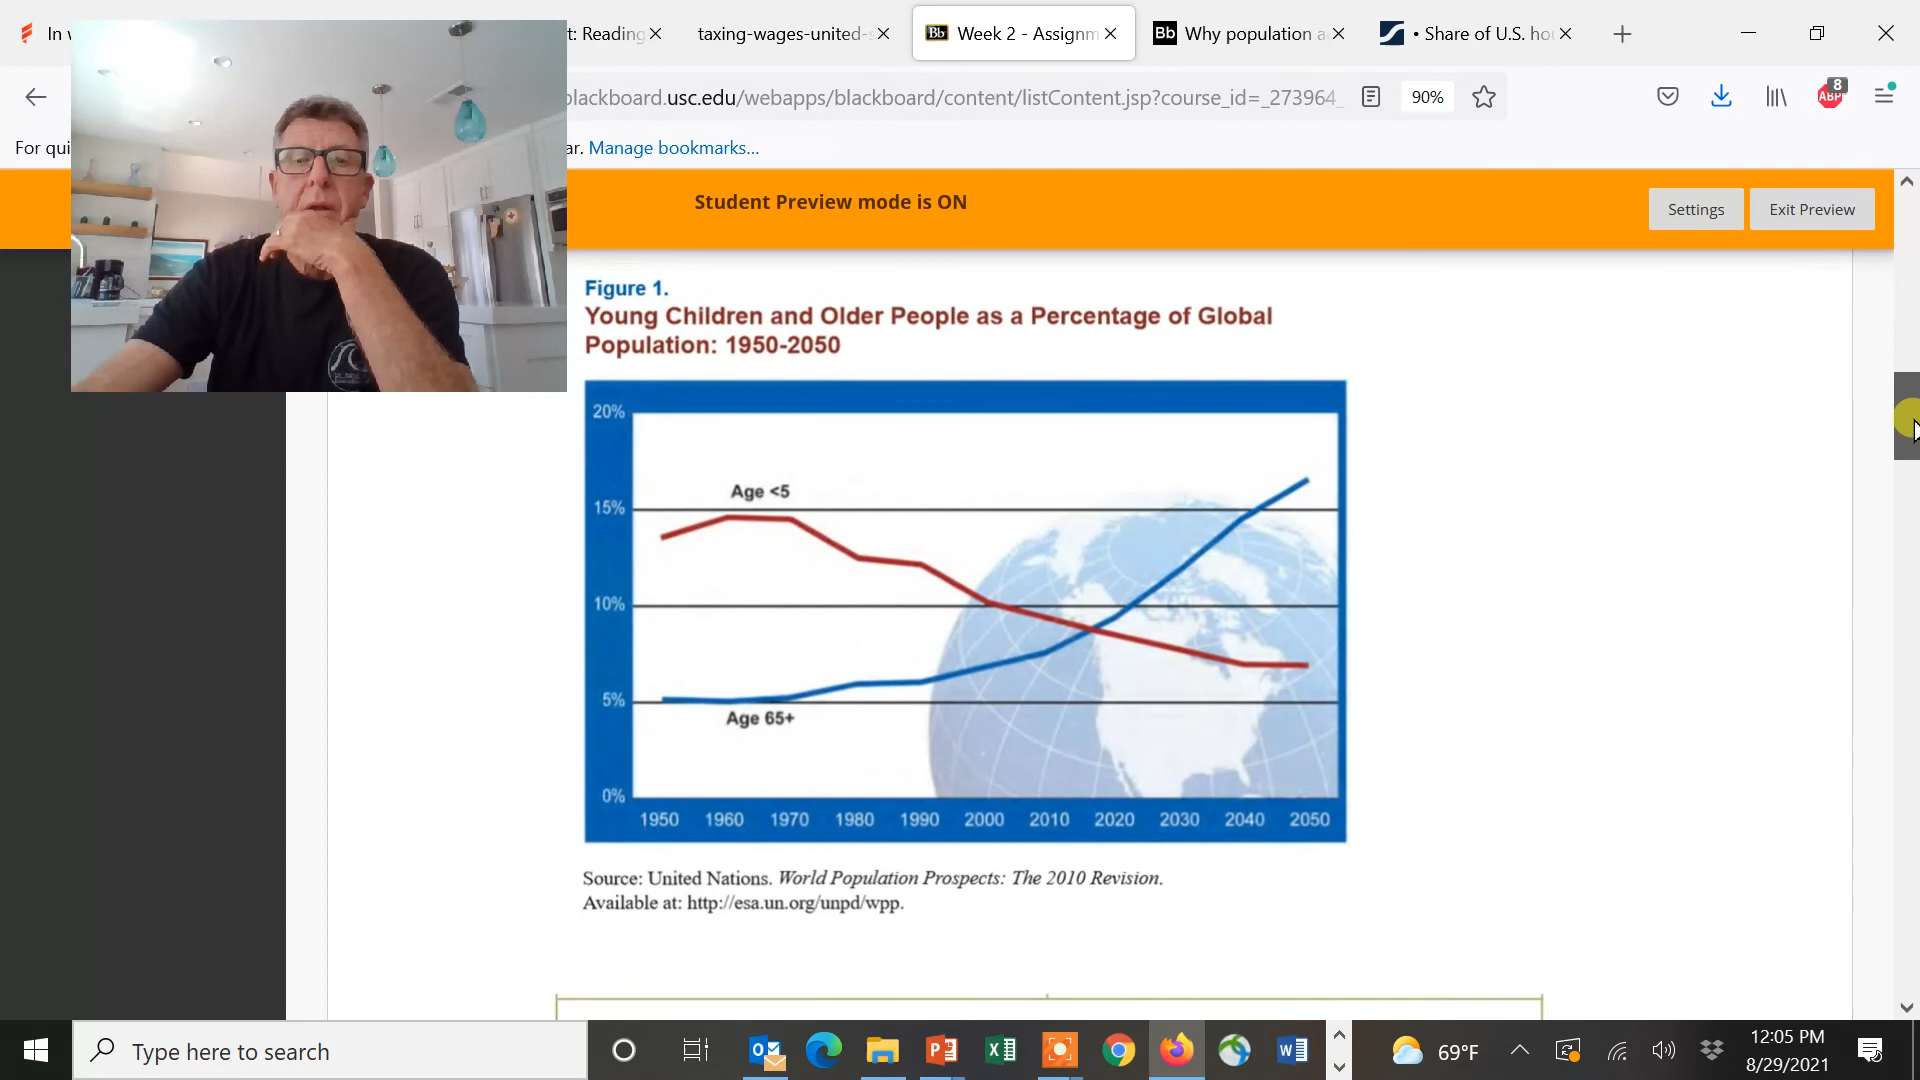 In
t: Reading
taxing-wages-united-s
Bb Week 2 - Assignm
Bb Why population a
• Share of U.S. ho
blackboard.usc.edu/webapps/blackboard/content/listContent.jsp?course_id=_273964_
90%
ABP 8
For qui
ar. Manage bookmarks...
Student Preview mode is ON
Settings
Exit Preview
Figure 1.
Young Children and Older People as a Percentage of Global
Population: 1950-2050
20%
Age <5
15%
10%
5%
Age 65+
0%
1950 1960 1970 1980 1990 2000 2010 2020 2030 2040 2050
Source: United Nations. World Population Prospects: The 2010 Revision.
Available at: http://esa.un.org/unpd/wpp.
Type here to search
69°F
12:05 PM
8/29/2021